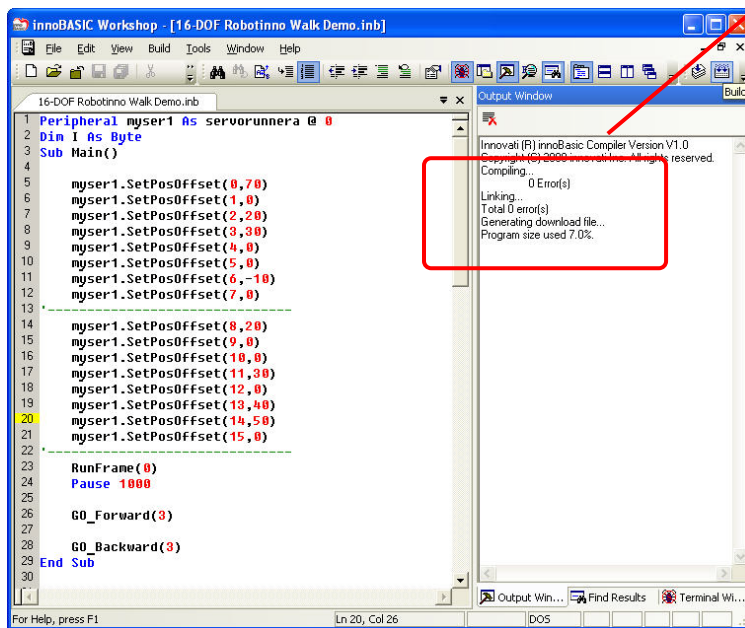 innoBASIC Workshop - [16-DOF Robotinno Walk Demo.inb]
File Edit View Build Tools Window Help
Build
16-DOF Robotinno Walk Demo.inb
Output Window
1 Peripheral myser1 As servorunnera @ 0
2 Dim I As Byte
3 Sub Main()
4
5 myser1.SetPosOffset(0,70)
6 myser1.SetPosOffset(1,0)
7 myser1.SetPosOffset(2,20)
8 myser1.SetPosOffset(3,30)
9 myser1.SetPosOffset(4,0)
10 myser1.SetPosOffset(5,0)
11 myser1.SetPosOffset(6,-10)
12 myser1.SetPosOffset(7,0)
13 '-------------------------------
14 myser1.SetPosOffset(8,20)
15 myser1.SetPosOffset(9,0)
16 myser1.SetPosOffset(10,0)
17 myser1.SetPosOffset(11,30)
18 myser1.SetPosOffset(12,0)
19 myser1.SetPosOffset(13,40)
20 myser1.SetPosOffset(14,50)
21 myser1.SetPosOffset(15,0)
22 '-------------------------------
23 RunFrame(0)
24 Pause 1000
25
26 GO_Forward(3)
27
28 GO_Backward(3)
29 End Sub
30
Innovati (R) innoBasic Compiler Version V1.0
Copyright (C) innovati Inc. All rights reserved.
Compiling...
0 Error(s)
Linking...
Total 0 error(s)
Generating download file...
Program size used 7.0%.
Output Win... Find Results Terminal Wi...
For Help, press F1 Ln 20, Col 26 DOS